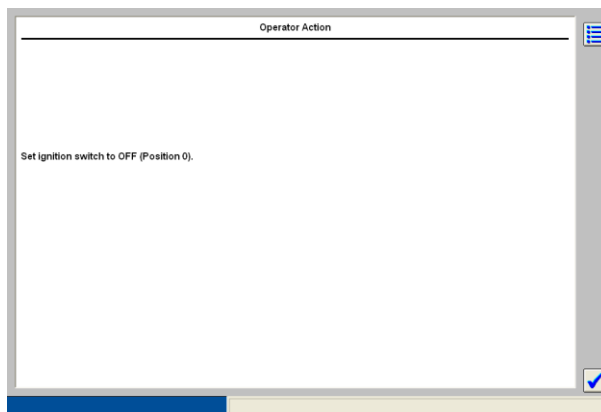 Operator Action
Set ignition switch to OFF (Position 0).